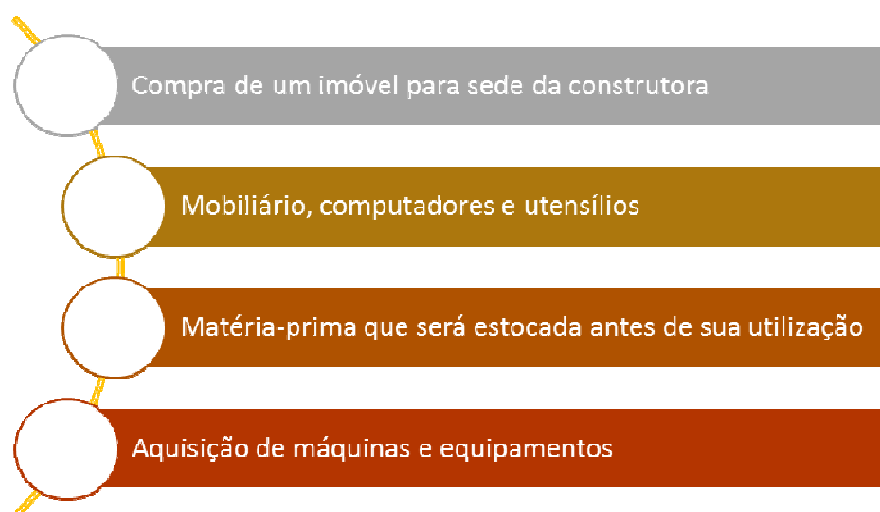 Compra de um imóvel para sede da construtora
Mobiliário, computadores e utensílios
Matéria-prima que será estocada antes de sua utilização
Aquisição de máquinas e equipamentos